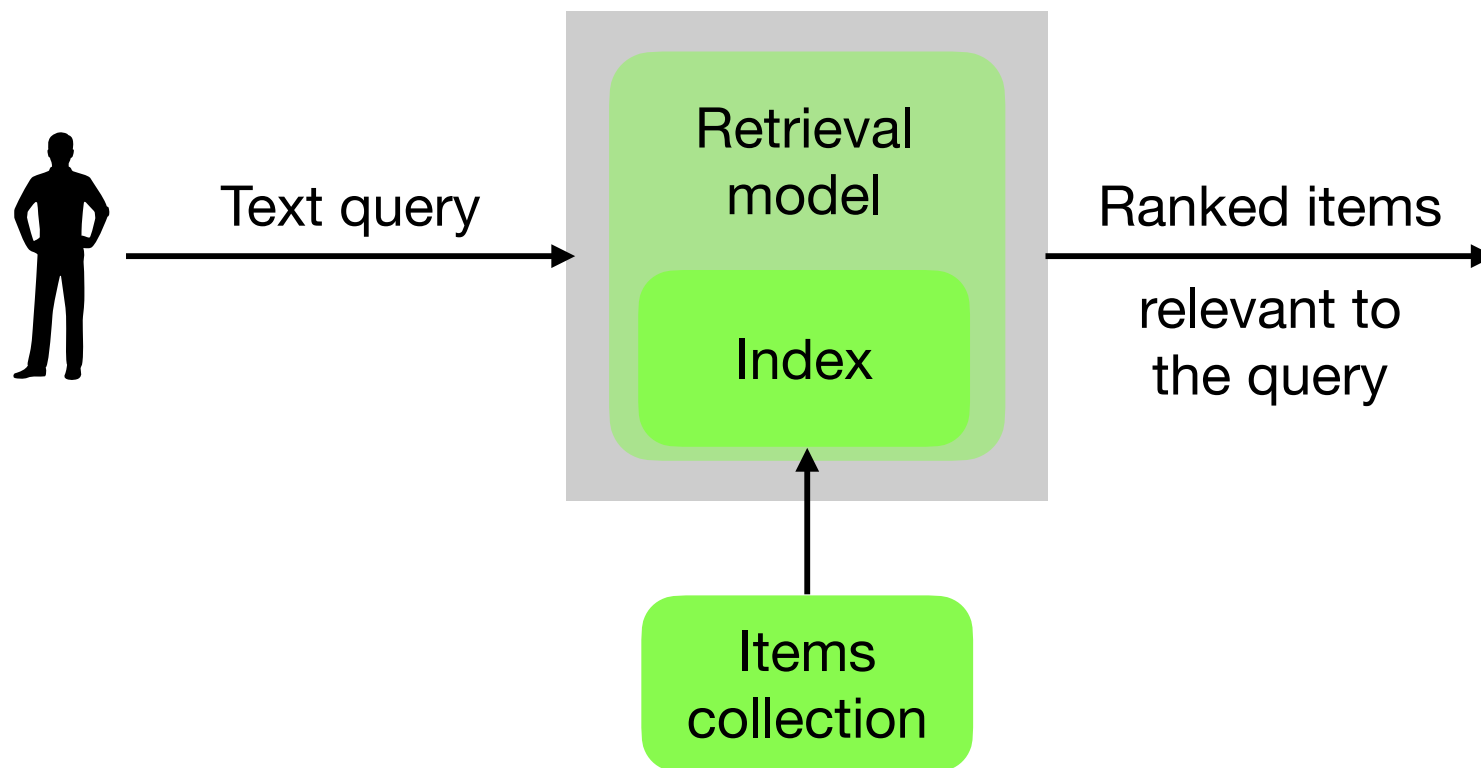 Text query
Retrieval
model
Index
Ranked items
relevant to
the query
Items
collection